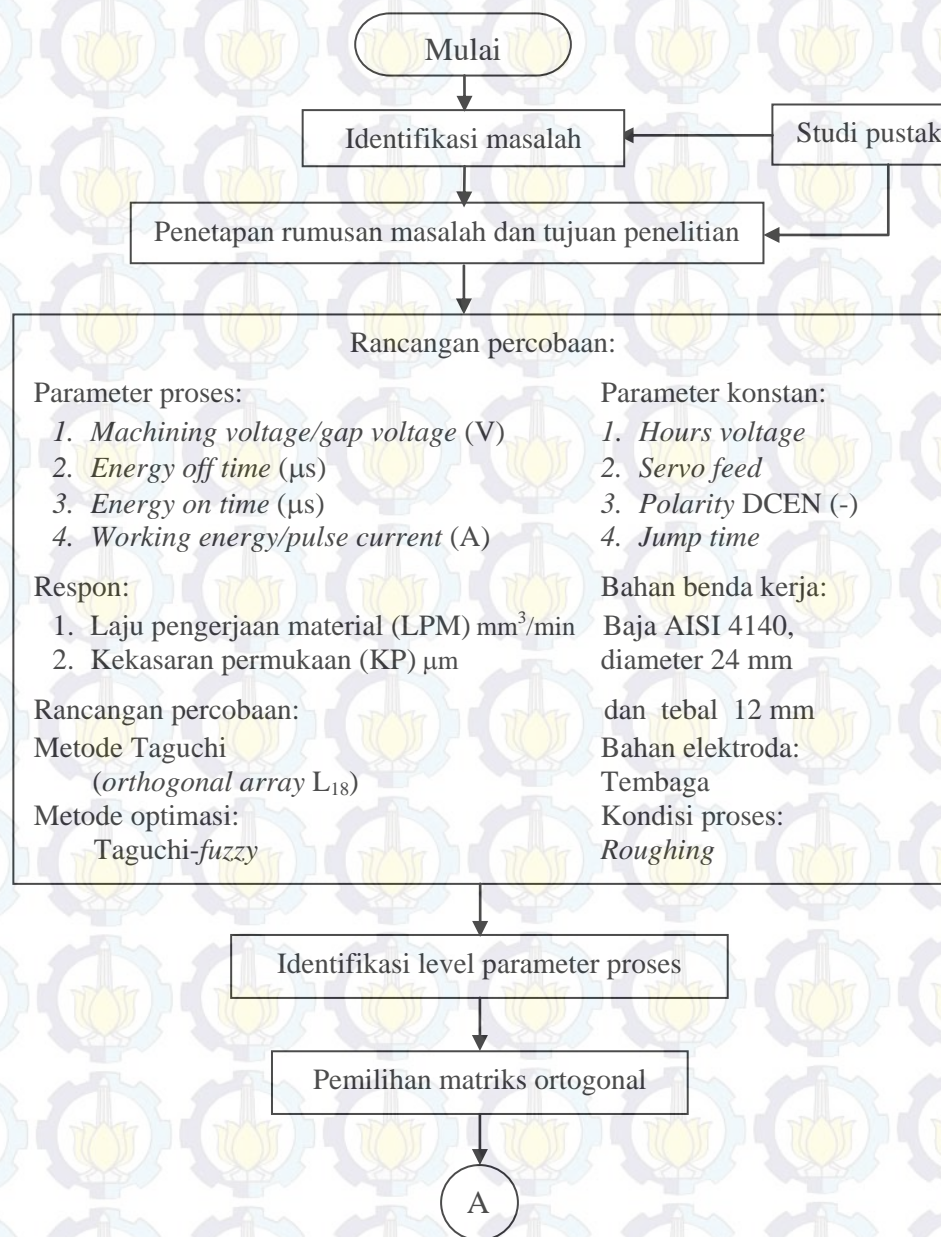 Mulai
Identifikasi masalah
Studi pustak
Penetapan rumusan masalah dan tujuan penelitian
Rancangan percobaan:
Parameter proses:
1. Machining voltage/gap voltage (V)
2. Energy off time (μs)
3. Energy on time (μs)
4. Working energy/pulse current (A)
Respon:
1. Laju pengerjaan material (LPM) mm³/min
2. Kekasaran permukaan (KP) μm
Rancangan percobaan:
Metode Taguchi
(orthogonal array L₁₈)
Metode optimasi:
Taguchi-fuzzy
Parameter konstan:
1. Hours voltage
2. Servo feed
3. Polarity DCEN (-)
4. Jump time
Bahan benda kerja:
Baja AISI 4140,
diameter 24 mm
dan tebal 12 mm
Bahan elektroda:
Tembaga
Kondisi proses:
Roughing
Identifikasi level parameter proses
Pemilihan matriks ortogonal
A